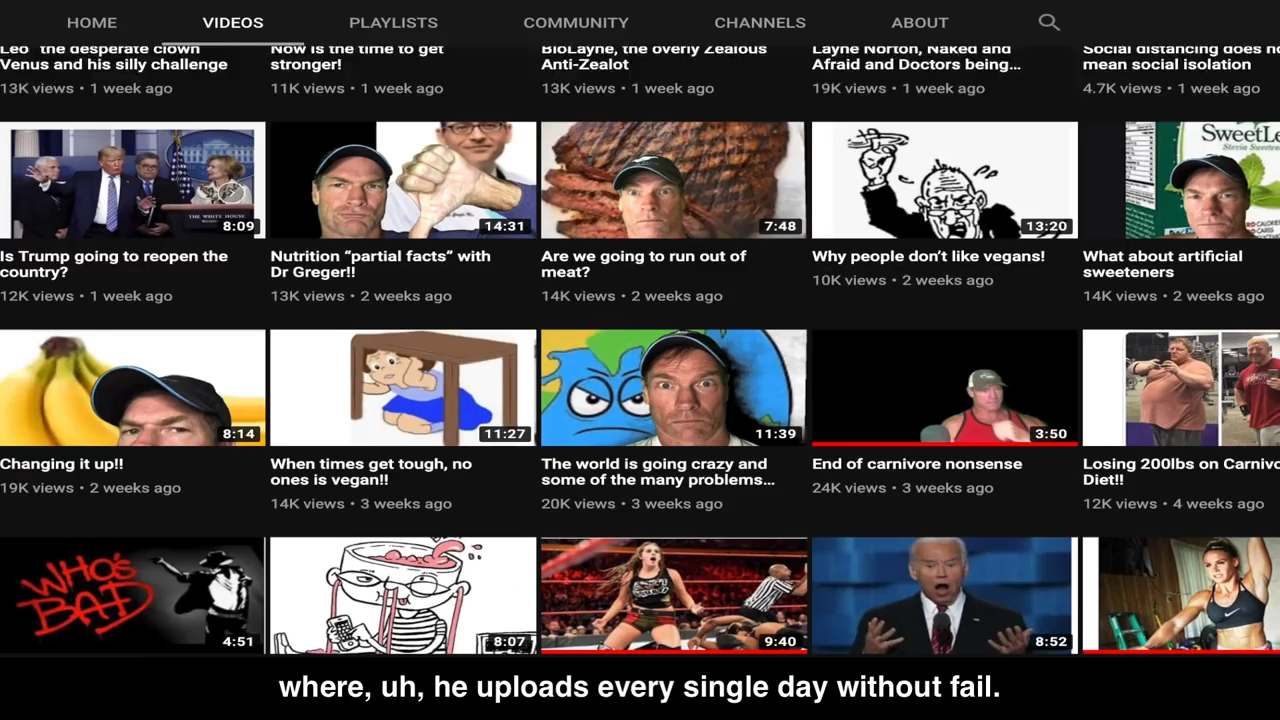 HOME VIDEOS PLAYLISTS COMMUNITY CHANNELS ABOUT
Leo the desperate clown
Venus and his silly challenge
13K views • 1 week ago
Now is the time to get
stronger!
11K views • 1 week ago
BioLayne, the overly Zealous
Anti-Zealot
13K views • 1 week ago
Layne Norton, Naked and
Afraid and Doctors being...
19K views • 1 week ago
Social distancing does
mean social isolation
4.7K views • 1 week ago
THE WHITE HOUSE
8:09
14:31
7:48
13:20
SweetLe
Stevia Sweetener
Is Trump going to reopen the
country?
12K views • 1 week ago
Nutrition “partial facts” with
Dr Greger!!
13K views • 2 weeks ago
Are we going to run out of
meat?
14K views • 2 weeks ago
Why people don’t like vegans!
10K views • 2 weeks ago
What about artificial
sweeteners
14K views • 2 weeks ago
8:14
11:27
11:39
3:50
Changing it up!!
19K views • 2 weeks ago
When times get tough, no
ones is vegan!!
14K views • 3 weeks ago
The world is going crazy and
some of the many problems...
20K views • 3 weeks ago
End of carnivore nonsense
24K views • 3 weeks ago
Losing 200lbs on Carnivo
Diet!!
12K views • 4 weeks ago
WHO'S
BAD
4:51
8:07
9:40
8:52
where, uh, he uploads every single day without fail.